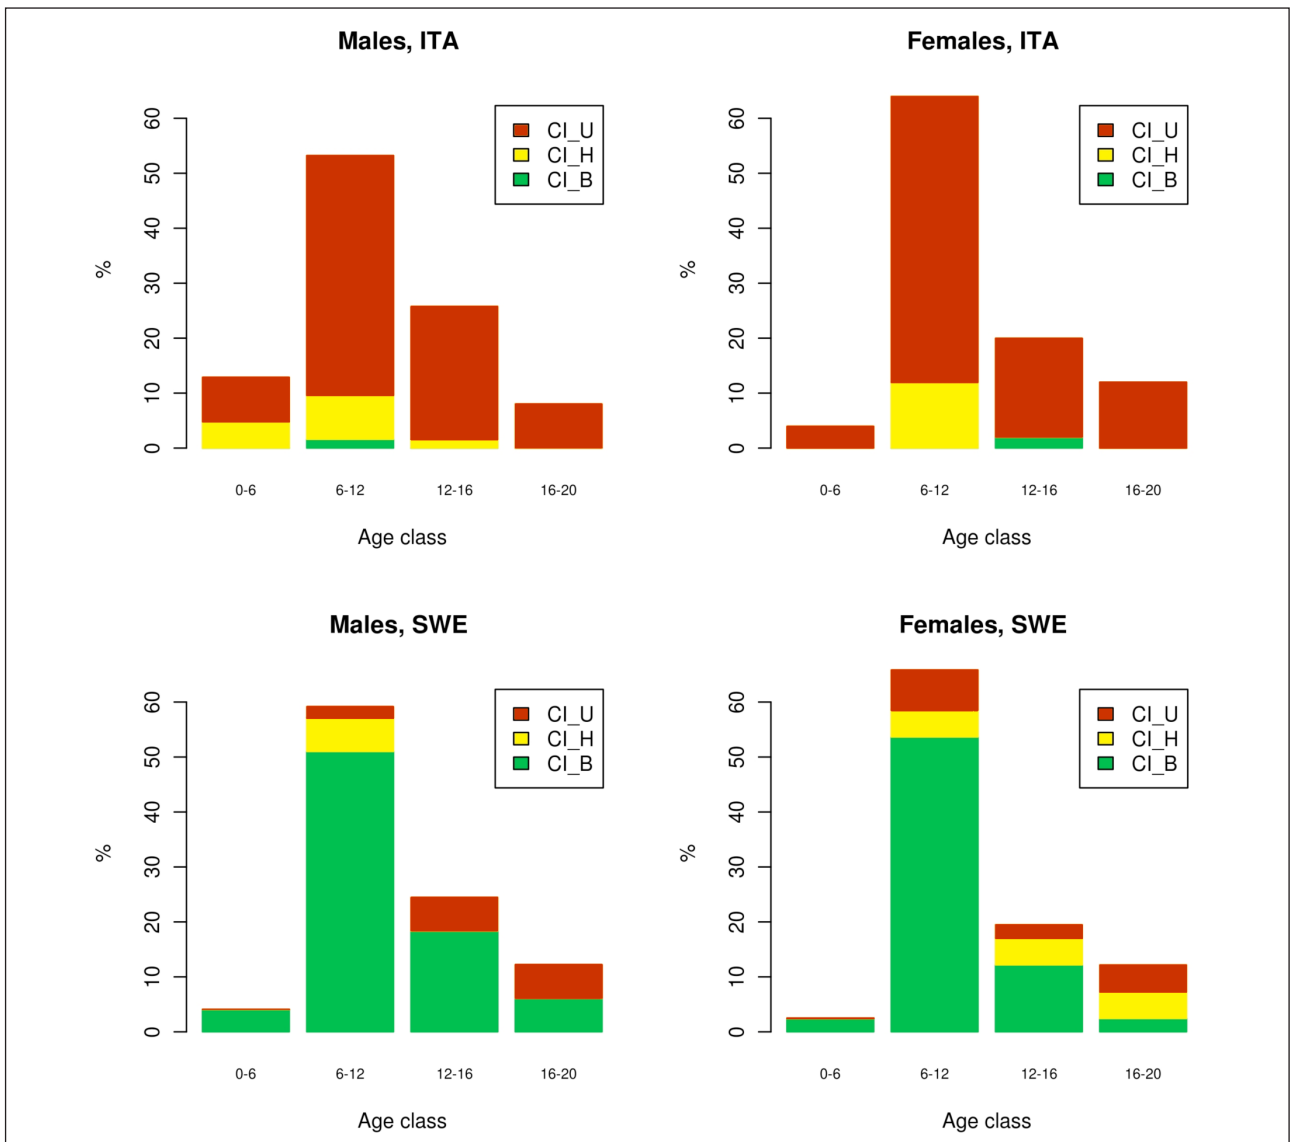 Males, ITA
60
50
40
30
20
10
0
%
CI_U
CI_H
CI_B
0-6 6-12 12-16 16-20
Age class
Females, ITA
60
50
40
30
20
10
0
%
CI_U
CI_H
CI_B
0-6 6-12 12-16 16-20
Age class
Males, SWE
60
50
40
30
20
10
0
%
CI_U
CI_H
CI_B
0-6 6-12 12-16 16-20
Age class
Females, SWE
60
50
40
30
20
10
0
%
CI_U
CI_H
CI_B
0-6 6-12 12-16 16-20
Age class